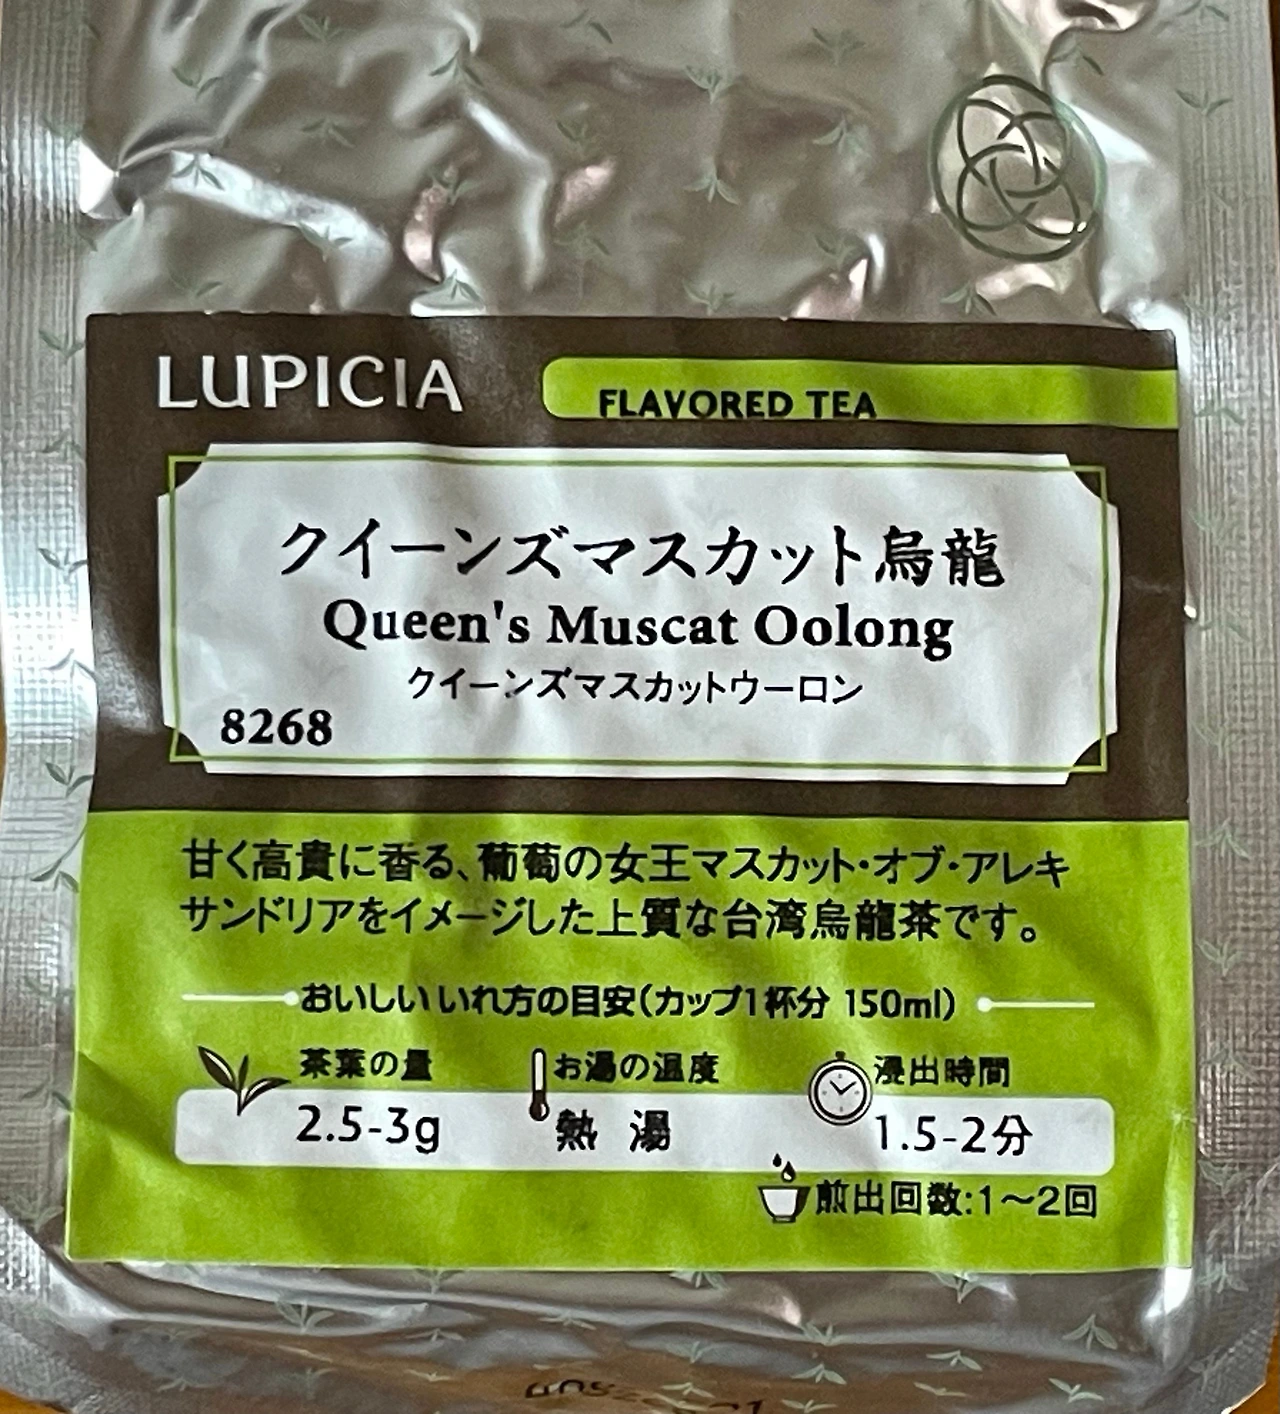 LUPICIA
FLAVORED TEA
クイーンズマスカット烏龍
Queen's Muscat Oolong
クイーンズマスカットウーロン
8268
甘く高貴に香る、葡萄の女王マスカット・オブ・アレキ
サンドリアをイメージした上質な台湾烏龍茶です。
おいしいいれ方の目安(カップ1杯分 150ml)
茶葉の量 お湯の温度 浸出時間
2.5-3g 熱 湯 1.5-2分
煎出回数:1〜2回